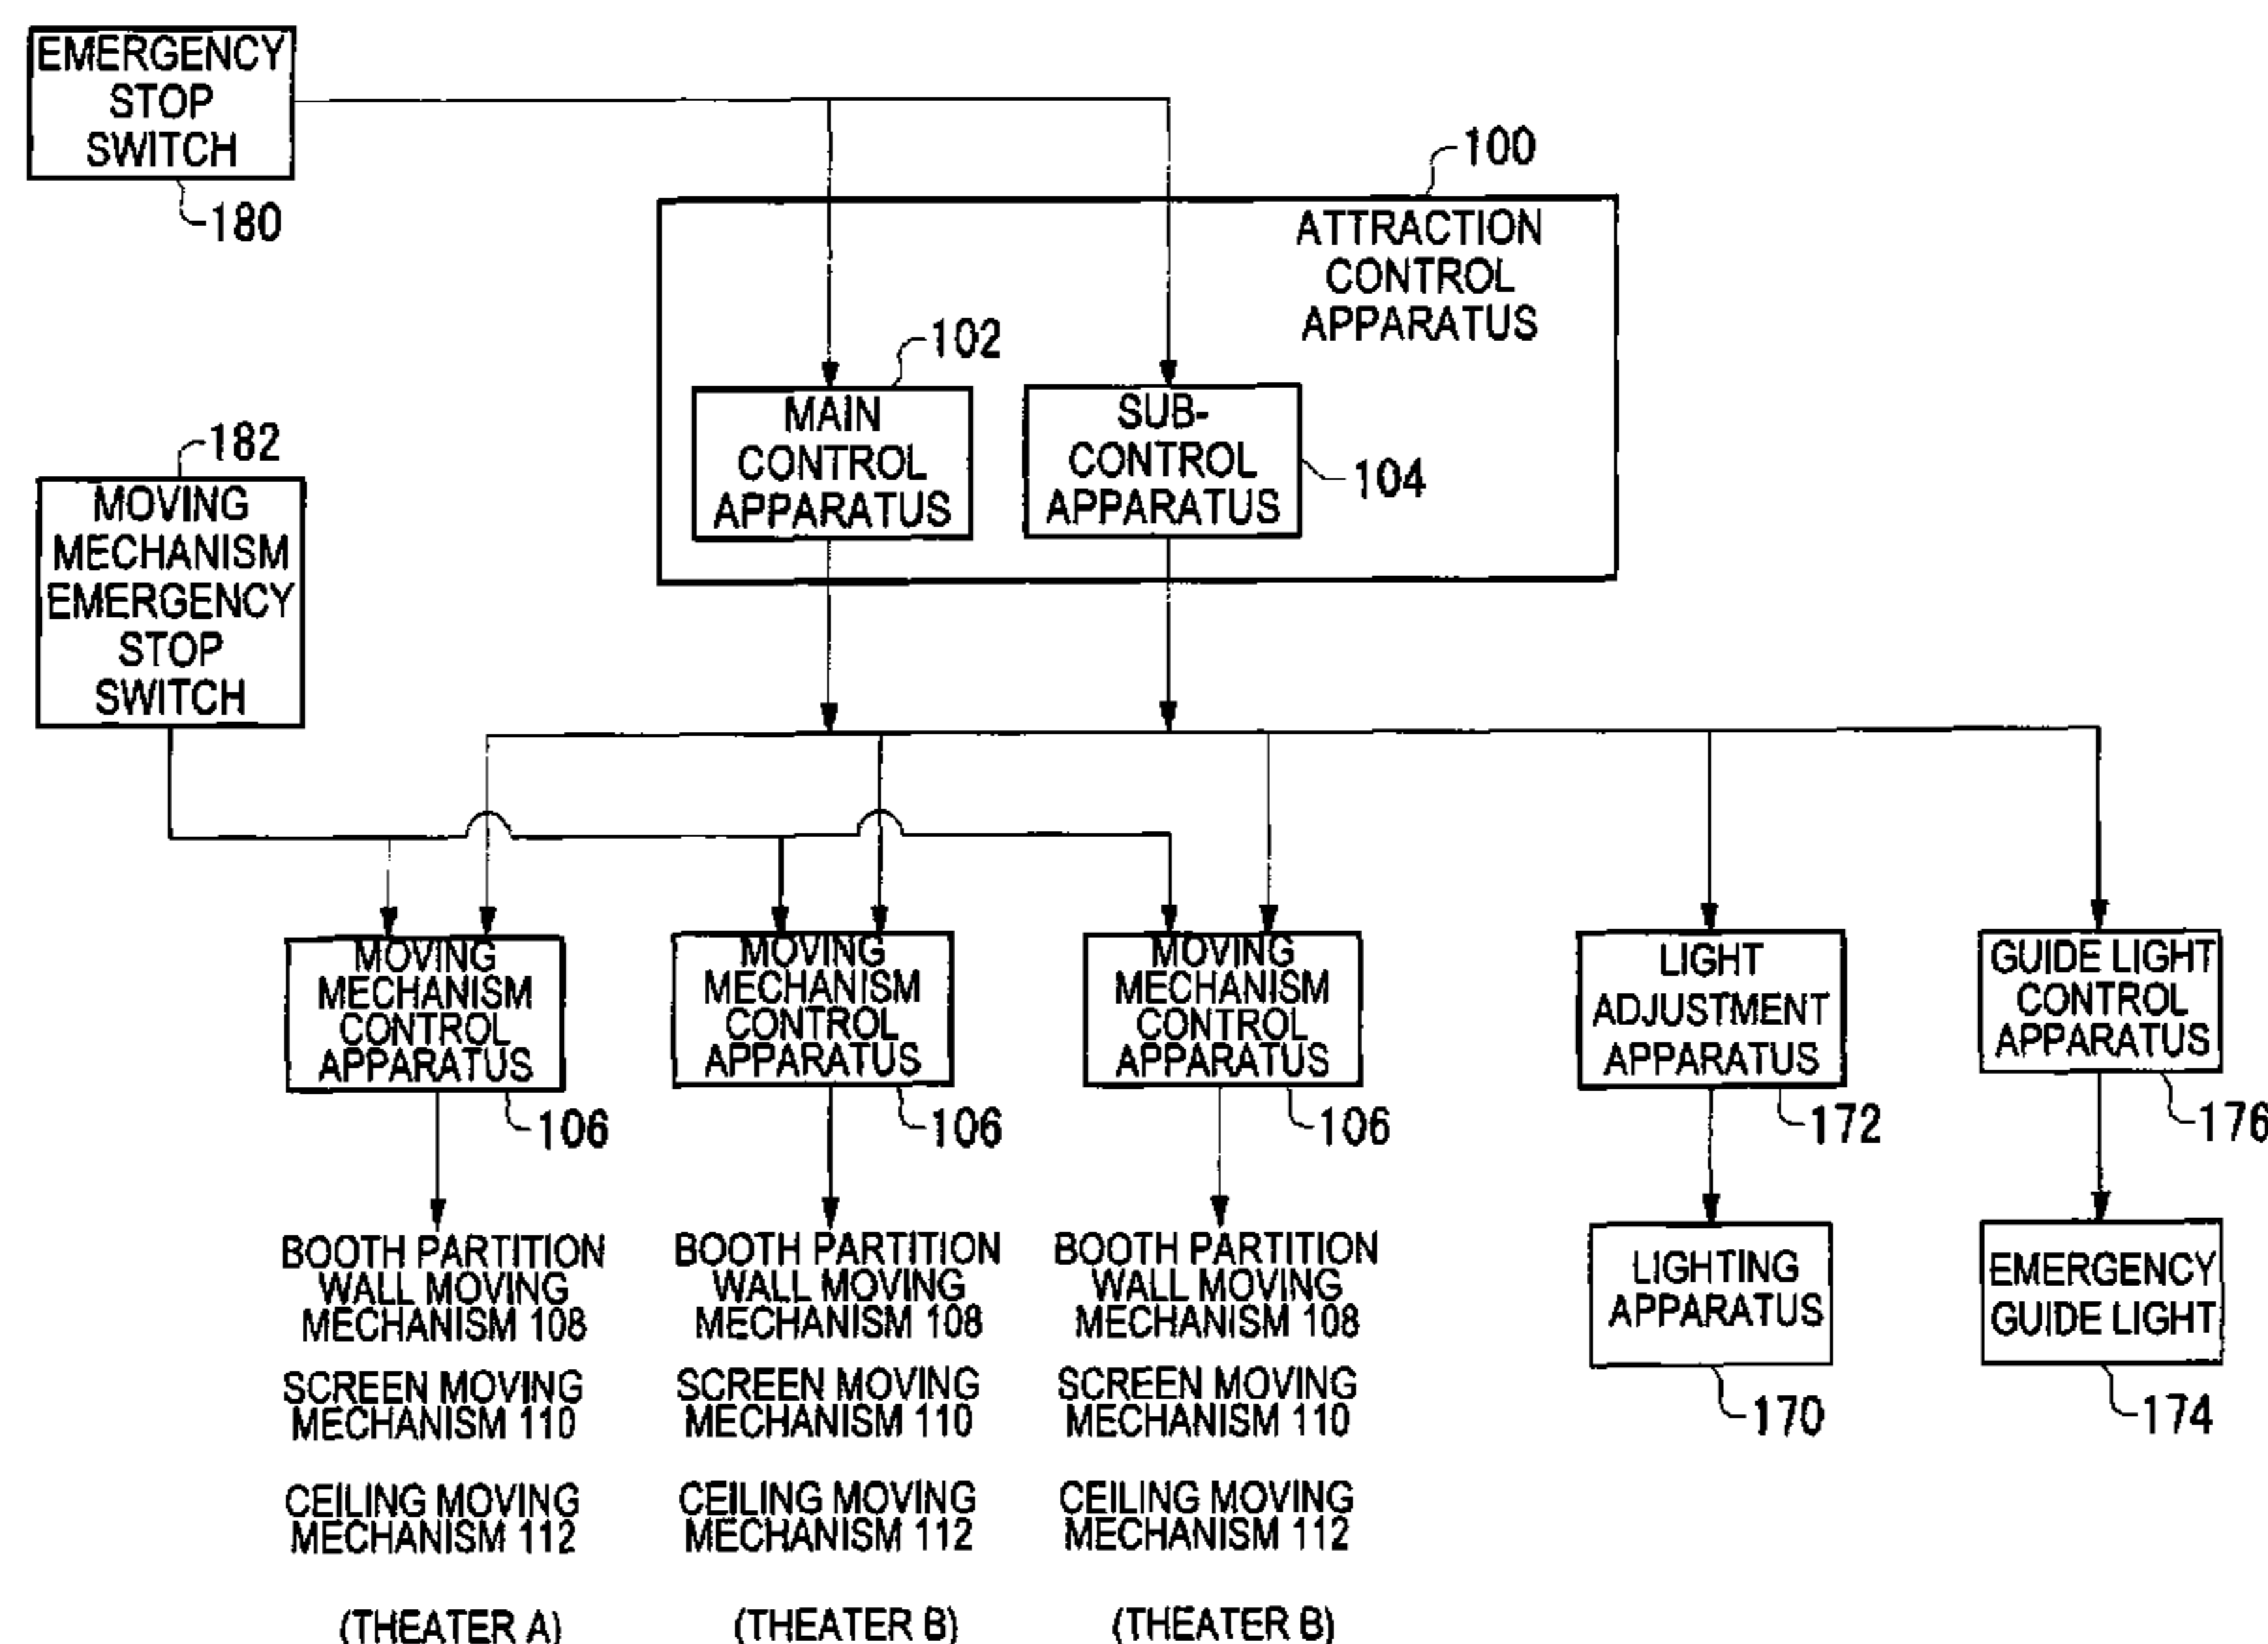 EMERGENCY
STOP
SWITCH
180
100
ATTRACTION
CONTROL
APPARATUS
102
MAIN
CONTROL
APPARATUS
SUB-
CONTROL
APPARATUS
104
182
MOVING
MECHANISM
EMERGENCY
STOP
SWITCH
MOVING
MECHANISM
CONTROL
APPARATUS
106
MOVING
MECHANISM
CONTROL
APPARATUS
106
MOVING
MECHANISM
CONTROL
APPARATUS
106
LIGHT
ADJUSTMENT
APPARATUS
172
GUIDE LIGHT
CONTROL
APPARATUS
176
BOOTH PARTITION
WALL MOVING
MECHANISM 108
SCREEN MOVING
MECHANISM 110
CEILING MOVING
MECHANISM 112
(THEATER A)
BOOTH PARTITION
WALL MOVING
MECHANISM 108
SCREEN MOVING
MECHANISM 110
CEILING MOVING
MECHANISM 112
(THEATER B)
BOOTH PARTITION
WALL MOVING
MECHANISM 108
SCREEN MOVING
MECHANISM 110
CEILING MOVING
MECHANISM 112
(THEATER B)
LIGHTING
APPARATUS
170
EMERGENCY
GUIDE LIGHT
174